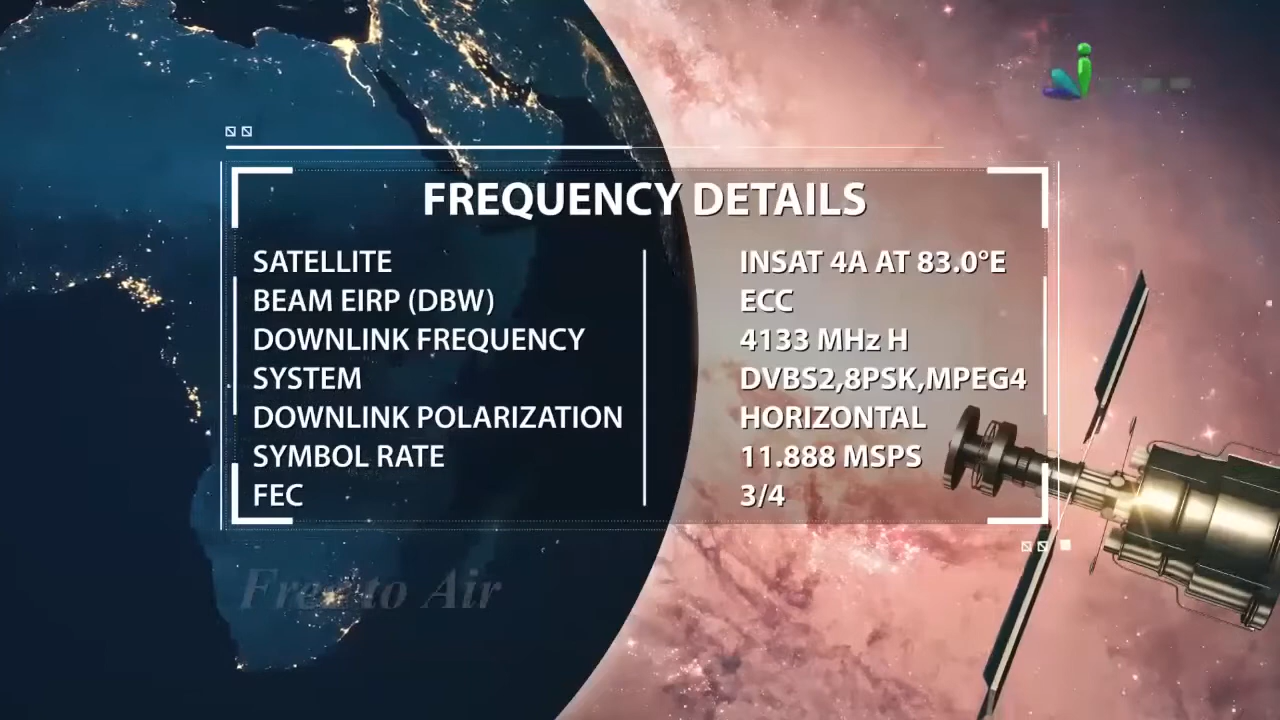 FREQUENCY DETAILS
SATELLITE INSAT 4A AT 83.0°E
BEAM EIRP (DBW) ECC
DOWNLINK FREQUENCY 4133 MHz H
SYSTEM DVBS2,8PSK,MPEG4
DOWNLINK POLARIZATION HORIZONTAL
SYMBOL RATE 11.888 MSPS
FEC 3/4
Free to Air